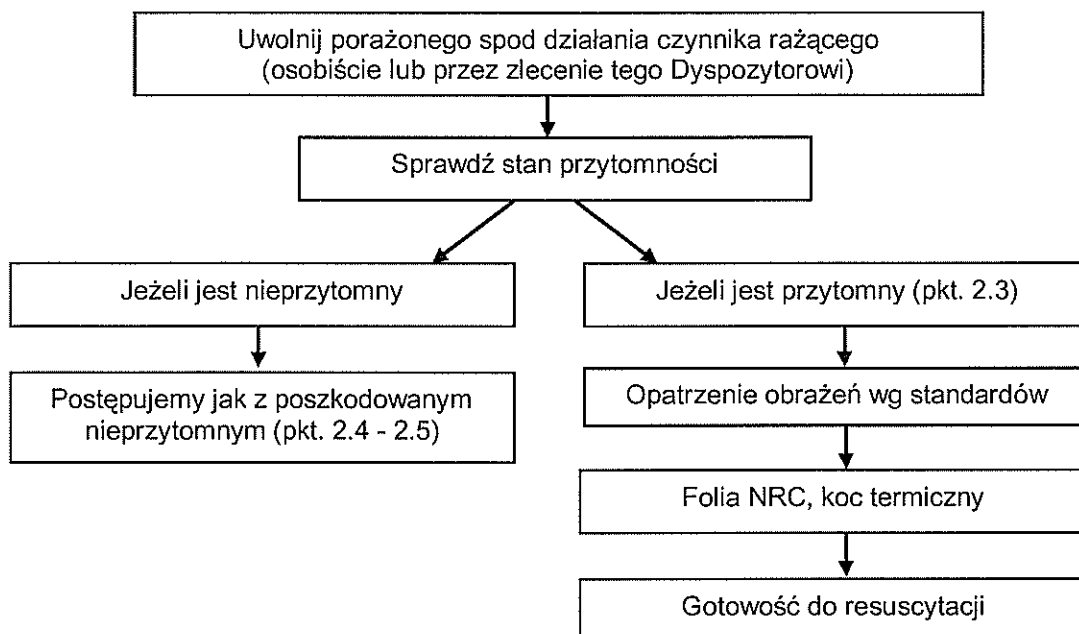 Uwolnij porażonego spod działania czynnika rażącego
(osobiście lub przez zlecenie tego Dyspozytorowi)
Sprawdź stan przytomności
Jeżeli jest nieprzytomny
Postępujemy jak z poszkodowanym
nieprzytomnym (pkt. 2.4 - 2.5)
Jeżeli jest przytomny (pkt. 2.3)
Opatrzenie obrażeń wg standardów
Folia NRC, koc termiczny
Gotowość do resuscytacji